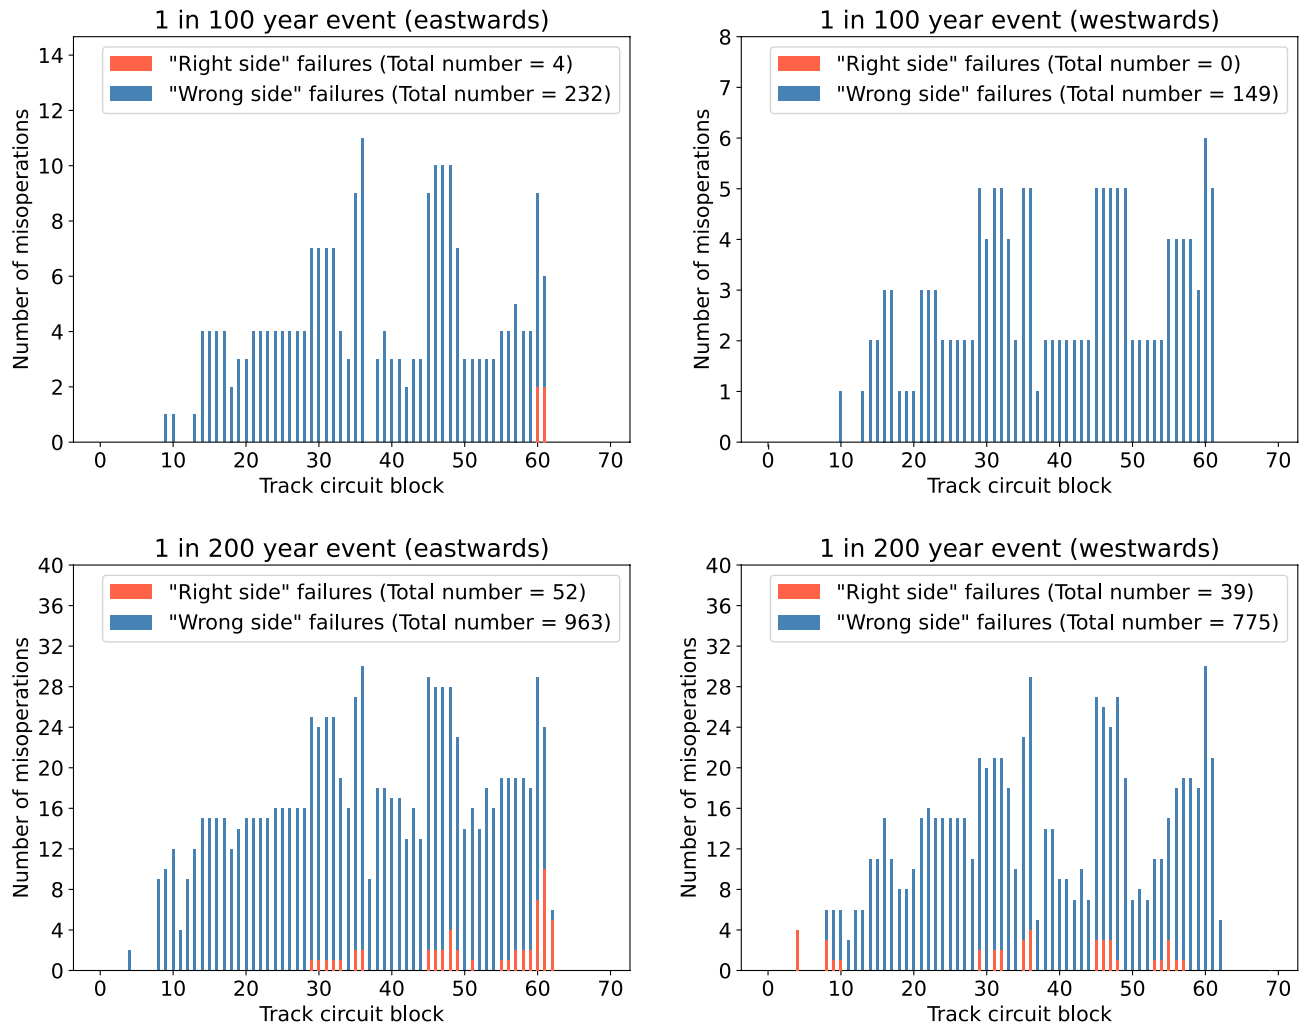 1 in 100 year event (eastwards)
"Right side" failures (Total number = 4)
"Wrong side" failures (Total number = 232)
Number of misoperations
14
12
10
8
6
4
2
0
0 10 20 30 40 50 60 70
Track circuit block
1 in 100 year event (westwards)
"Right side" failures (Total number = 0)
"Wrong side" failures (Total number = 149)
Number of misoperations
8
7
6
5
4
3
2
1
0
0 10 20 30 40 50 60 70
Track circuit block
1 in 200 year event (eastwards)
"Right side" failures (Total number = 52)
"Wrong side" failures (Total number = 963)
Number of misoperations
40
36
32
28
24
20
16
12
8
4
0
0 10 20 30 40 50 60 70
Track circuit block
1 in 200 year event (westwards)
"Right side" failures (Total number = 39)
"Wrong side" failures (Total number = 775)
Number of misoperations
40
36
32
28
24
20
16
12
8
4
0
0 10 20 30 40 50 60 70
Track circuit block